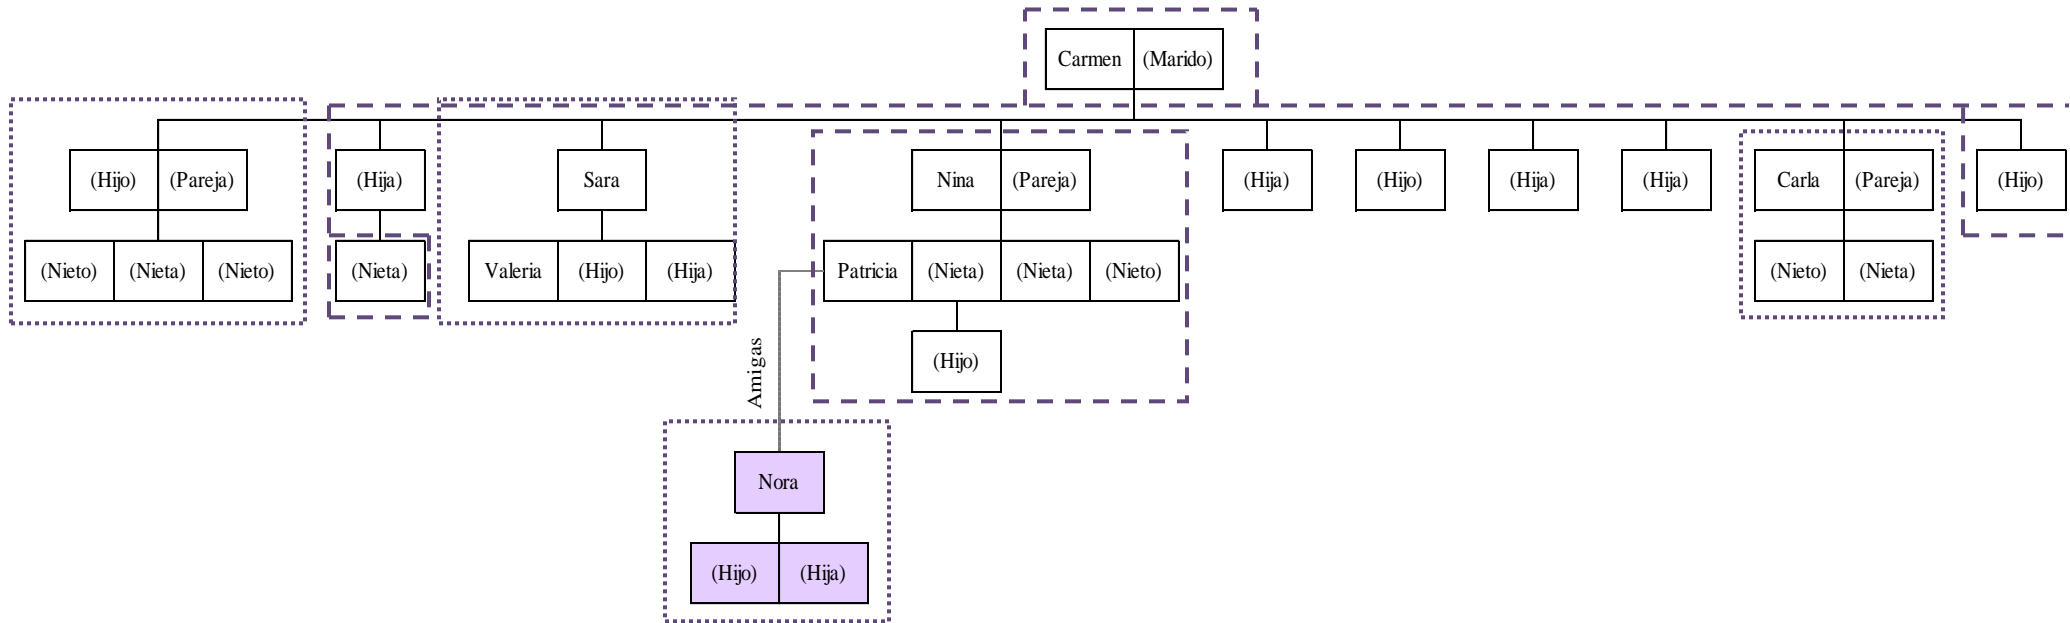 Carmen (Marido)
(Hijo) (Pareja) (Hija) Sara Nina (Pareja) (Hija) (Hijo) (Hija) (Hija) Carla (Pareja) (Hijo)
(Nieto) (Nieta) (Nieto) (Nieta) Valeria (Hijo) (Hija) Patricia (Nieta) (Nieta) (Nieto) (Nieto) (Nieta)
Amigas
(Hijo)
Nora
(Hijo) (Hija)